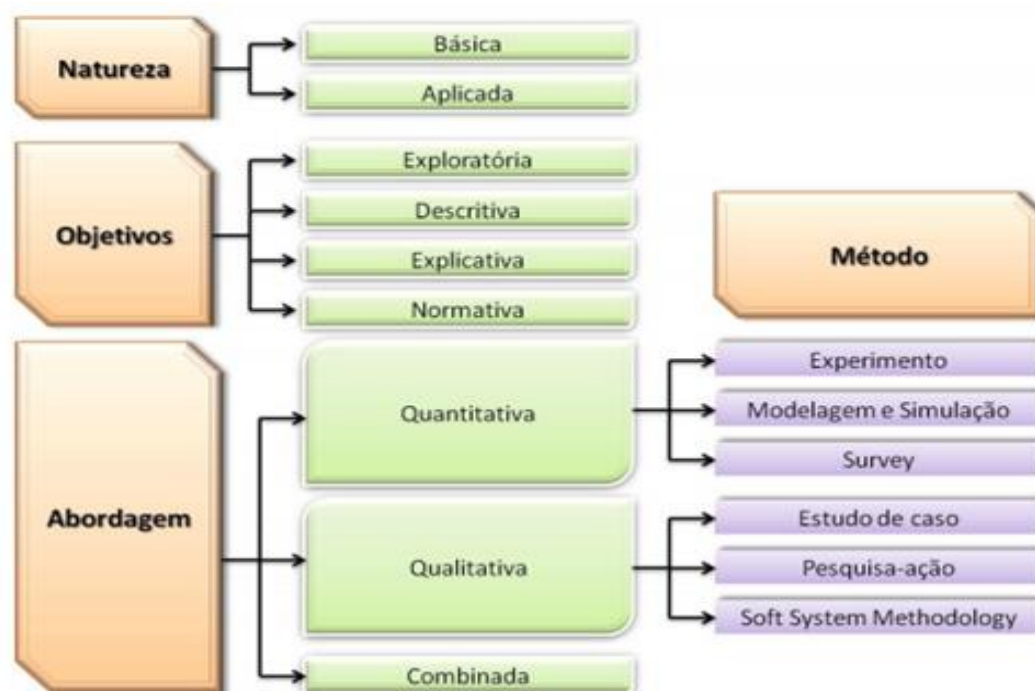 Natureza
Básica
Aplicada
Objetivos
Exploratória
Descritiva
Explicativa
Normativa
Método
Abordagem
Quantitativa
Experimento
Modelagem e Simulação
Survey
Qualitativa
Estudo de caso
Pesquisa-ação
Soft System Methodology
Combinada